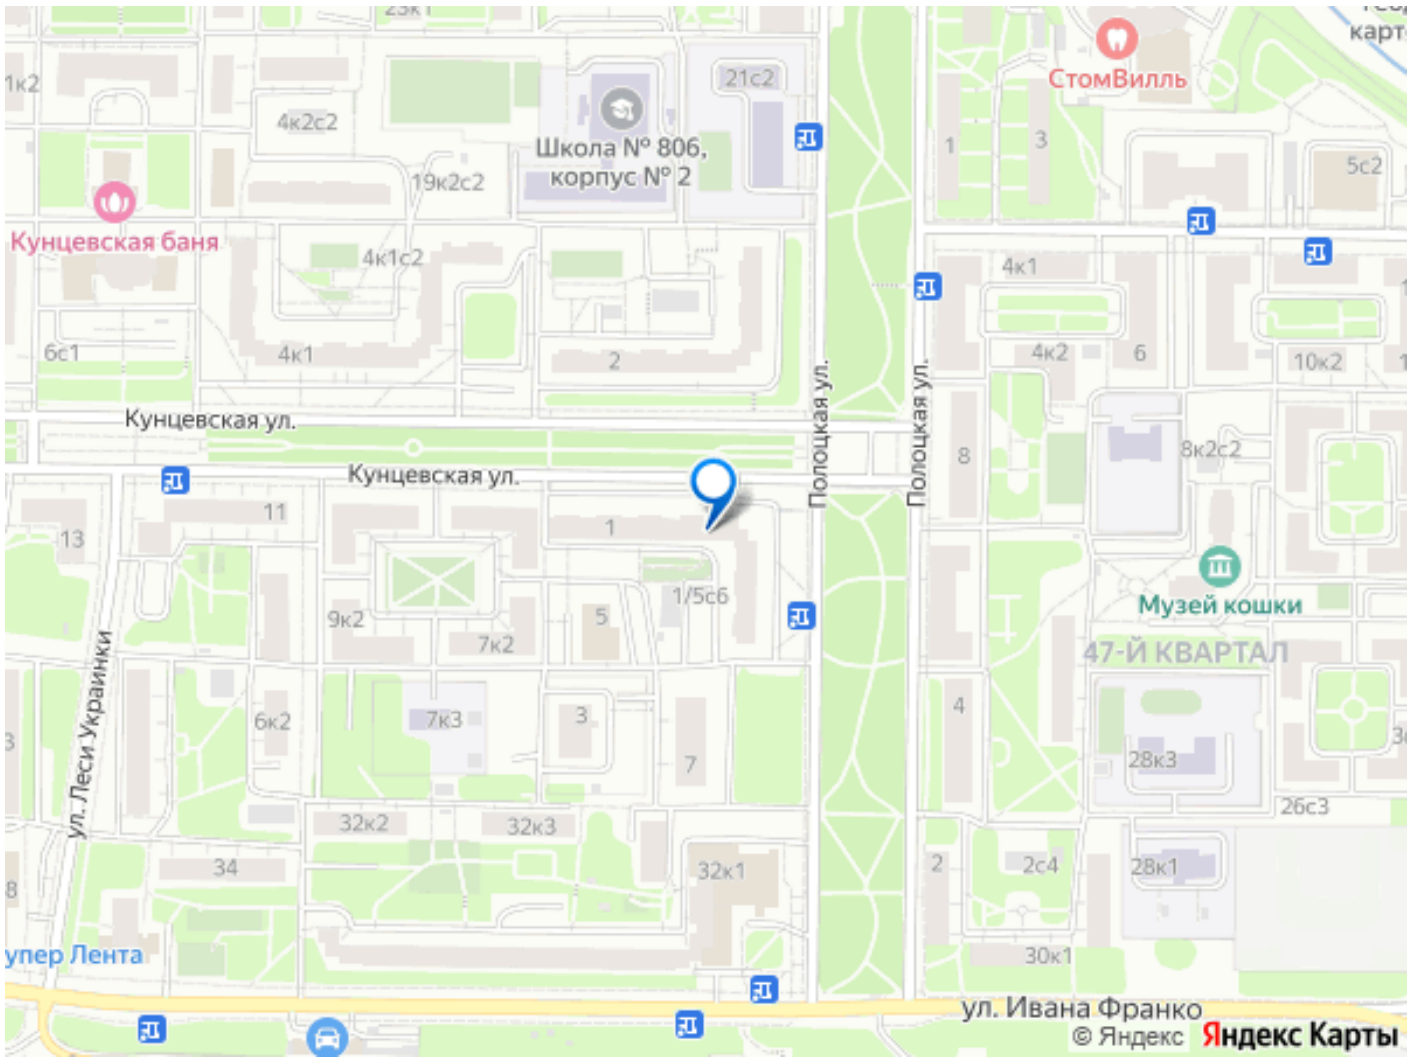 23к1
карт
1к2
21с2
СтомВилль
4к2с2
Школа № 806,
корпус № 2
1
3
5с2
19к2с2
Кунцевская баня
4к1с2
4к1
6с1
4к1
2
4к2
6
10к2
Полоцкая ул.
Полоцкая ул.
Кунцевская ул.
Кунцевская ул.
8
8к2с2
11
1
13
Музей кошки
1/5с6
9к2
5
7к2
47-Й КВАРТАЛ
ул. Леси Украинки
6к2
7к3
3
4
7
28к3
26с3
32к2
32к3
34
32к1
2
2с4
28к1
8
3
упер Лента
30к1
ул. Ивана Франко
© Яндекс Яндекс Карты